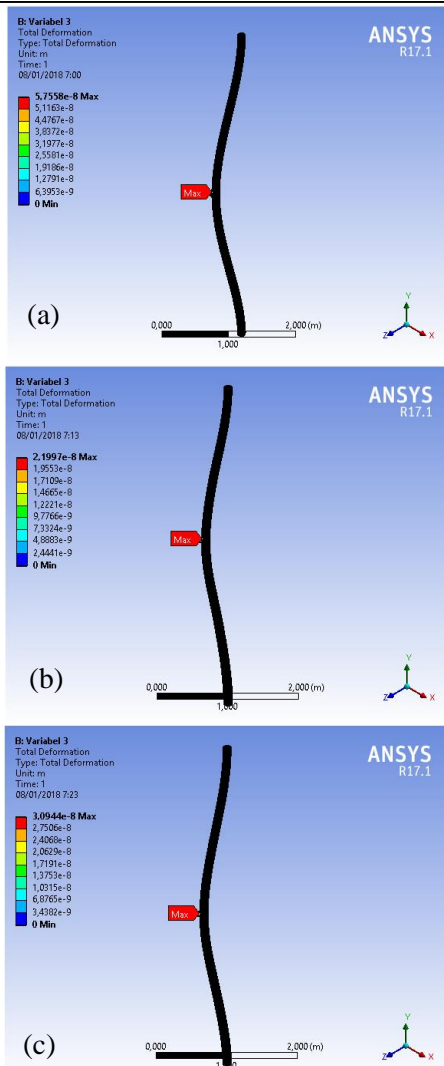 B: Variabel 3
Total Deformation
Type: Total Deformation
Unit: m
Time: 1
08/01/2018 7:00
5,7558e-8 Max
5,1163e-8
4,4767e-8
3,8372e-8
3,1977e-8
2,5581e-8
1,9186e-8
1,2791e-8
6,3953e-9
0 Min
ANSYS
R17.1
Max
(a)
0,000
2,000 (m)
1,000
Y
Z
X
B: Variabel 3
Total Deformation
Type: Total Deformation
Unit: m
Time: 1
08/01/2018 7:13
2,1997e-8 Max
1,9553e-8
1,7109e-8
1,4665e-8
1,2221e-8
9,7766e-9
7,3324e-9
4,8883e-9
2,4441e-9
0 Min
ANSYS
R17.1
Max
(b)
0,000
2,000 (m)
1,000
Y
Z
X
B: Variabel 3
Total Deformation
Type: Total Deformation
Unit: m
Time: 1
08/01/2018 7:23
3,0944e-8 Max
2,7506e-8
2,4068e-8
2,0629e-8
1,7191e-8
1,3753e-8
1,0315e-8
6,8765e-9
3,4382e-9
0 Min
ANSYS
R17.1
Max
(c)
0,000
2,000 (m)
Y
Z
X